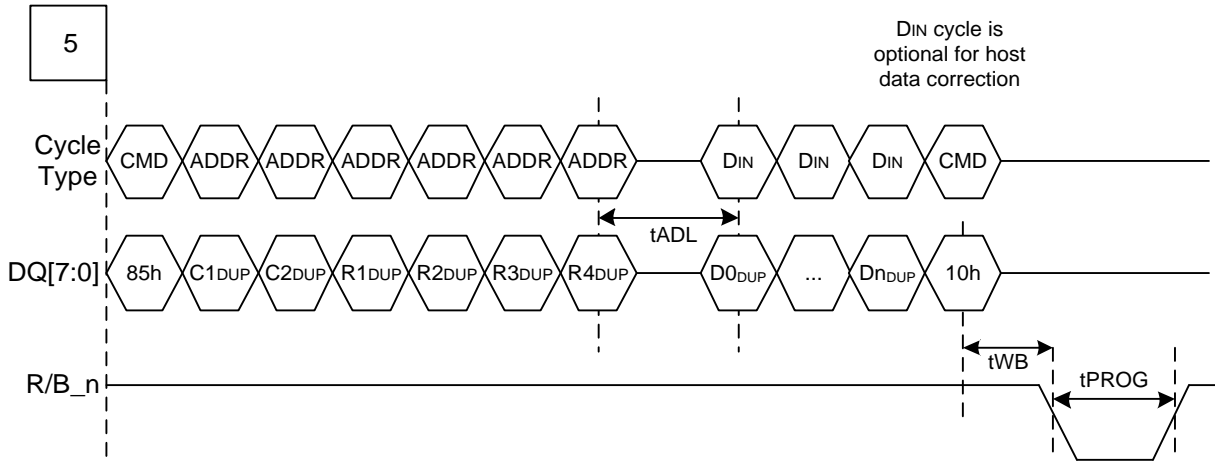 5
DIN cycle is
optional for host
data correction
Cycle
Type
CMD ADDR ADDR ADDR ADDR ADDR ADDR DIN DIN DIN CMD
tADL
DQ[7:0] 85h C1DUP C2DUP R1DUP R2DUP R3DUP R4DUP D0DUP ... DnDUP 10h
tWB
tPROG
R/B_n